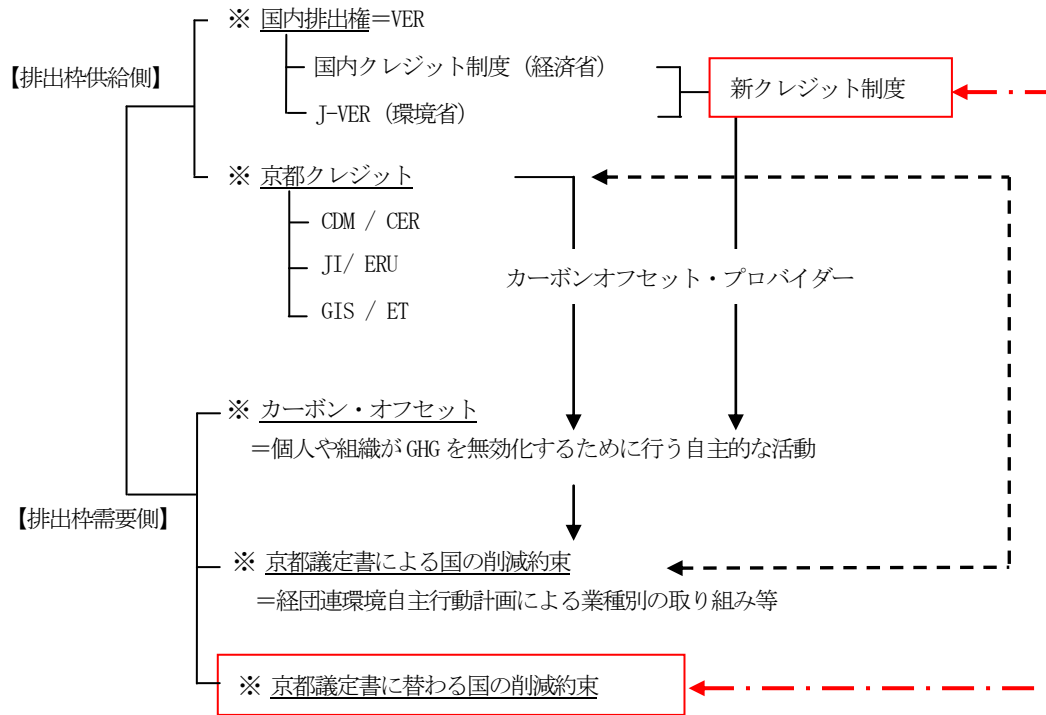 ※ 国内排出権＝VER
【排出枠供給側】
国内クレジット制度（経済省）
新クレジット制度
J-VER（環境省）
※ 京都クレジット
CDM / CER
JI/ ERU
カーボンオフセット・プロバイダー
GIS / ET
※ カーボン・オフセット
＝個人や組織が GHG を無効化するために行う自主的な活動
【排出枠需要側】
※ 京都議定書による国の削減約束
＝経団連環境自主行動計画による業種別の取り組み等
※ 京都議定書に替わる国の削減約束